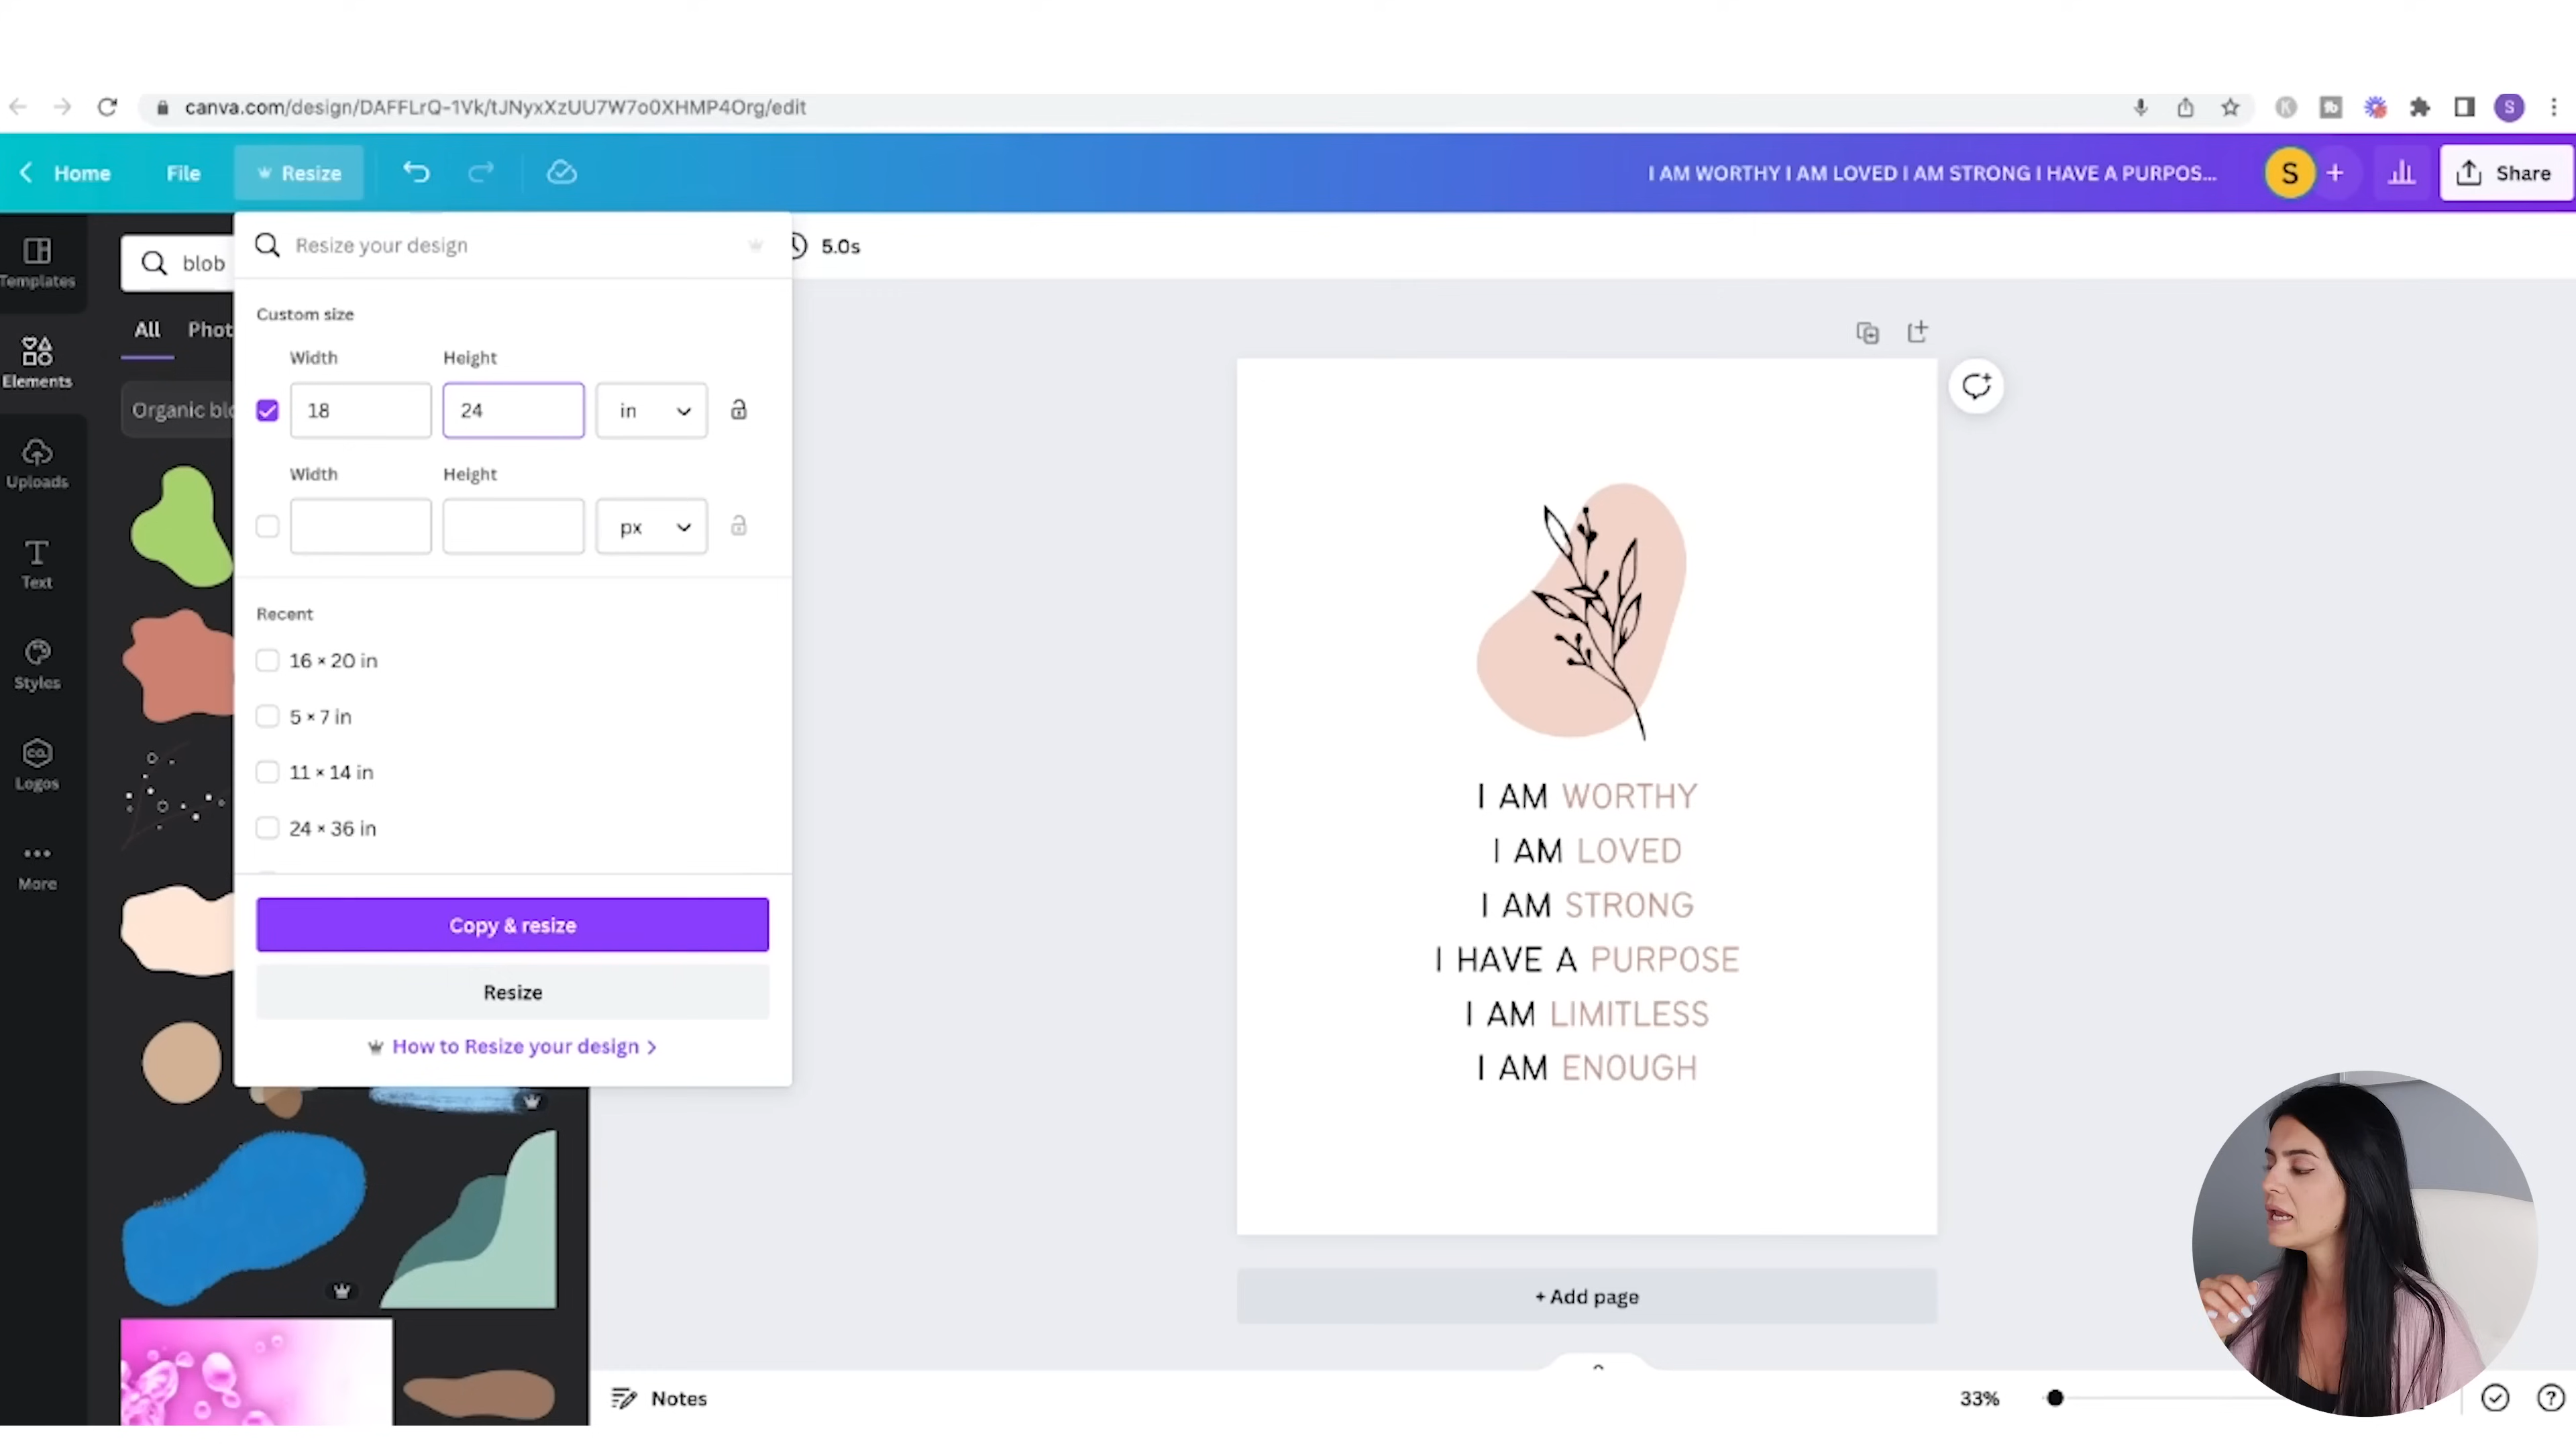 canva.com/design/DAFFLrQ-1Vk/tJNyxXzUU7W7o0XHMP4Org/edit
S
Home
File
Resize
I AM WORTHY I AM LOVED I AM STRONG I HAVE A PURPOS...
S
+
Share
Templates
Elements
Uploads
Text
Styles
Logos
CO.
More
blob
All
Phot
Organic blo
Resize your design
5.0s
Custom size
Width
Height
18
24
in
Width
Height
px
Recent
16 × 20 in
5 × 7 in
11 × 14 in
24 × 36 in
Copy & resize
Resize
How to Resize your design >
I AM WORTHY
I AM LOVED
I AM STRONG
I HAVE A PURPOSE
I AM LIMITLESS
I AM ENOUGH
+ Add page
Notes
33%
?